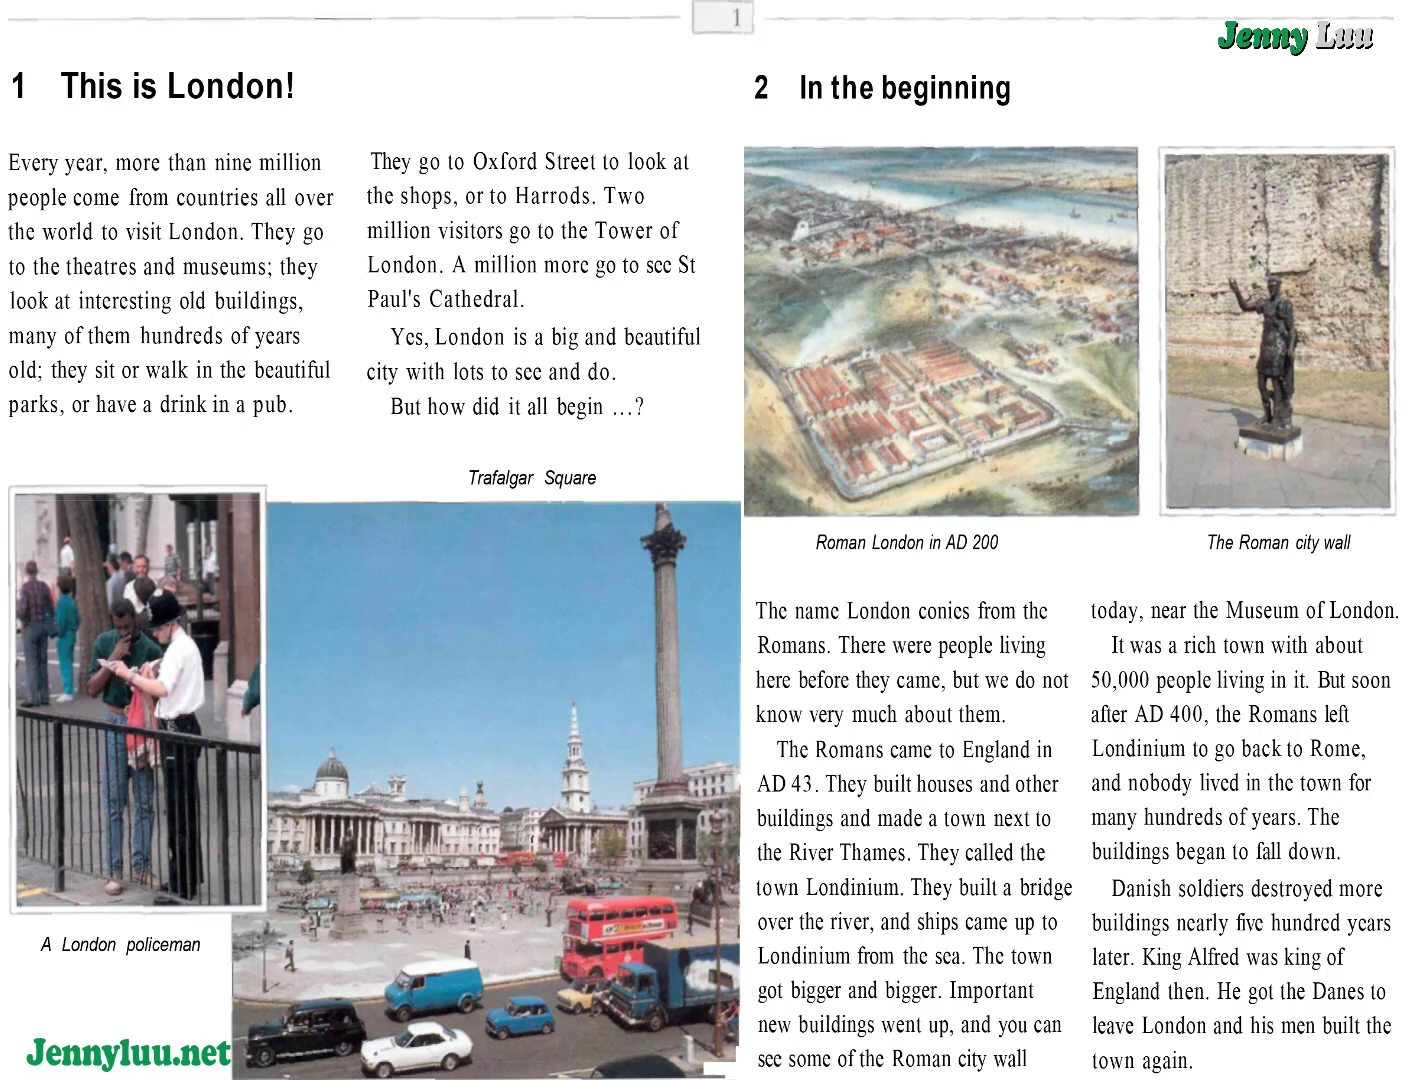 1
Jenny Luu
1 This is London!
Every year, more than nine million
people come from countries all over
the world to visit London. They go
to the theatres and museums; they
look at interesting old buildings,
many of them hundreds of years
old; they sit or walk in the beautiful
parks, or have a drink in a pub.
They go to Oxford Street to look at
the shops, or to Harrods. Two
million visitors go to the Tower of
London. A million more go to see St
Paul's Cathedral.
Yes, London is a big and beautiful
city with lots to see and do.
But how did it all begin ...?
Trafalgar Square
A London policeman
Jennyluu.net
2 In the beginning
Roman London in AD 200
The Roman city wall
The name London conies from the
Romans. There were people living
here before they came, but we do not
know very much about them.
The Romans came to England in
AD 43. They built houses and other
buildings and made a town next to
the River Thames. They called the
town Londinium. They built a bridge
over the river, and ships came up to
Londinium from the sea. The town
got bigger and bigger. Important
new buildings went up, and you can
see some of the Roman city wall
today, near the Museum of London.
It was a rich town with about
50,000 people living in it. But soon
after AD 400, the Romans left
Londinium to go back to Rome,
and nobody lived in the town for
many hundreds of years. The
buildings began to fall down.
Danish soldiers destroyed more
buildings nearly five hundred years
later. King Alfred was king of
England then. He got the Danes to
leave London and his men built the
town again.